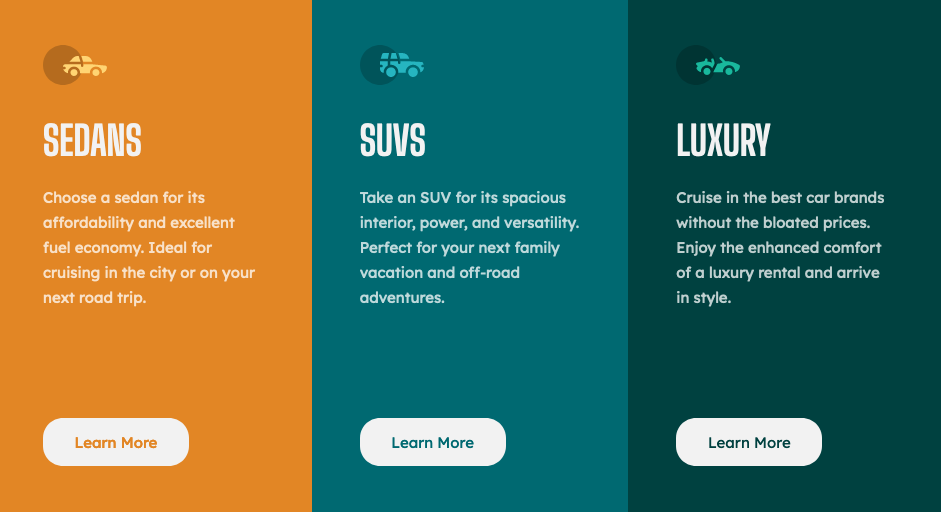 SEDANS
Choose a sedan for its
affordability and excellent
fuel economy. Ideal for
cruising in the city or on your
next road trip.
Learn More
SUVS
Take an SUV for its spacious
interior, power, and versatility.
Perfect for your next family
vacation and off-road
adventures.
Learn More
LUXURY
Cruise in the best car brands
without the bloated prices.
Enjoy the enhanced comfort
of a luxury rental and arrive
in style.
Learn More